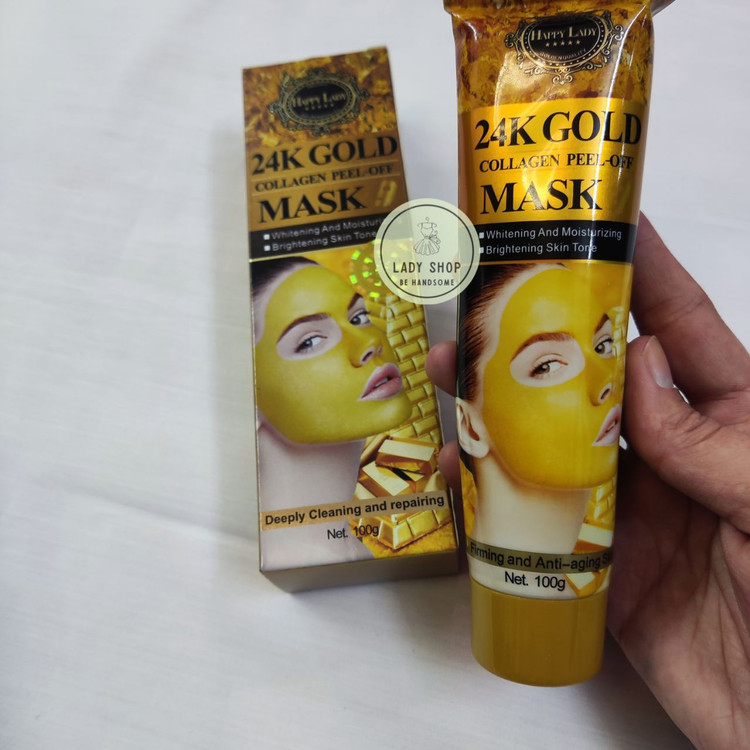 HAPPY LADY
24K GOLD
COLLAGEN PEEL-OFF
MASK
Whitening And Moisturizing
Brightening Skin Tone
Deeply Cleaning and repairing
Net. 100g
LADY SHOP
BE HANDSOME
HAPPY LADY
24K GOLD
COLLAGEN PEEL-OFF
MASK
Whitening And Moisturizing
Brightening Skin Tone
Firming and Anti-aging
Net. 100g